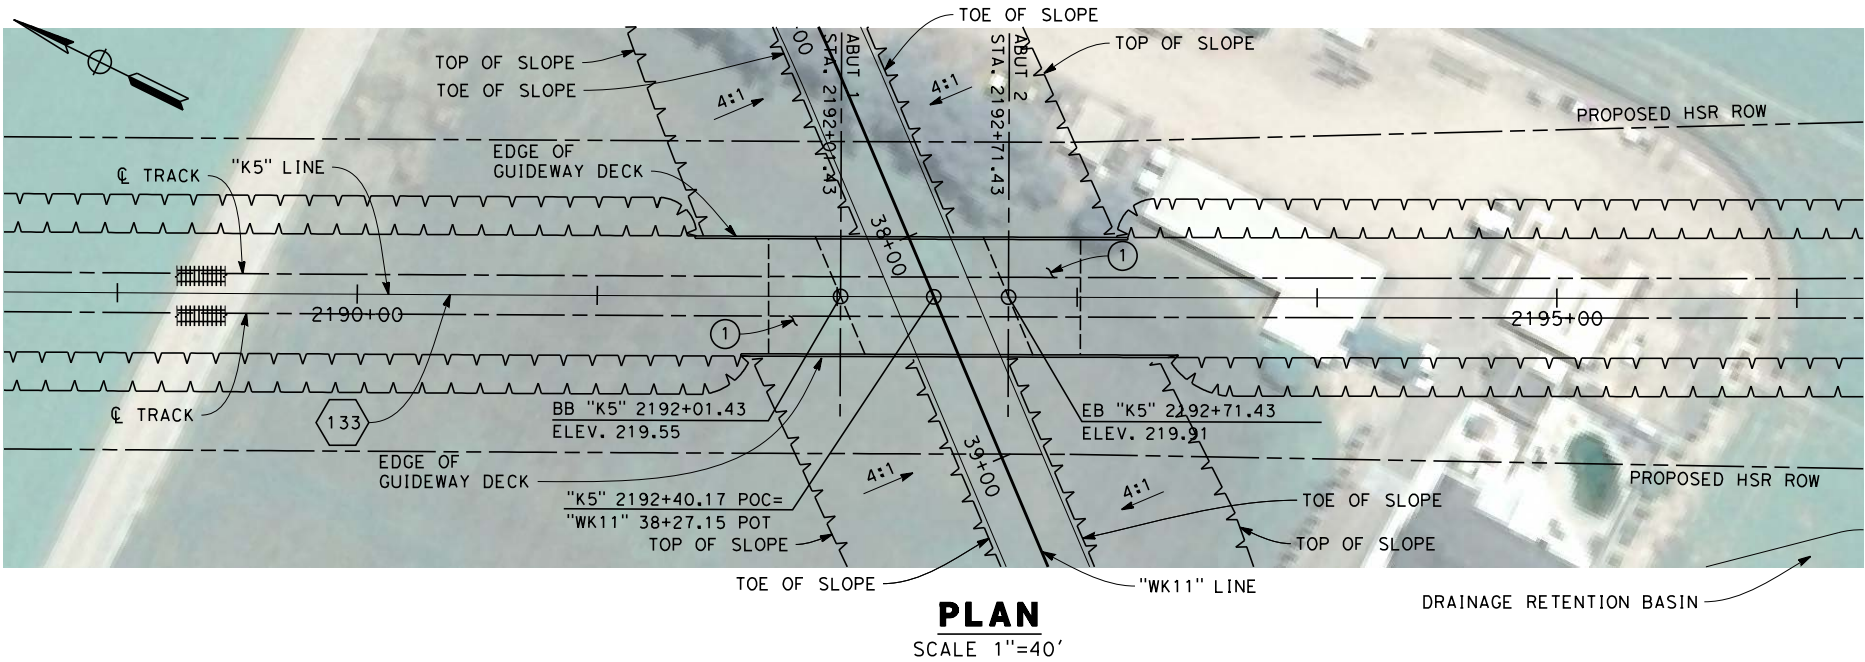 TOE OF SLOPE
TOP OF SLOPE
TOP OF SLOPE
TOE OF SLOPE
00
ABUT 1
STA. 2192+01.43
ABUT 2
STA. 2192+71.43
4:1
4:1
PROPOSED HSR ROW
EDGE OF
GUIDEWAY DECK
℄ TRACK
"K5" LINE
38+00
1
2190+00
2195+00
1
℄ TRACK
133
BB "K5" 2192+01.43
ELEV. 219.55
EB "K5" 2192+71.43
ELEV. 219.91
EDGE OF
GUIDEWAY DECK
39+00
4:1
4:1
"K5" 2192+40.17 POC=
"WK11" 38+27.15 POT
TOP OF SLOPE
TOE OF SLOPE
PROPOSED HSR ROW
TOE OF SLOPE
TOP OF SLOPE
"WK11" LINE
DRAINAGE RETENTION BASIN
PLAN
SCALE 1"=40'